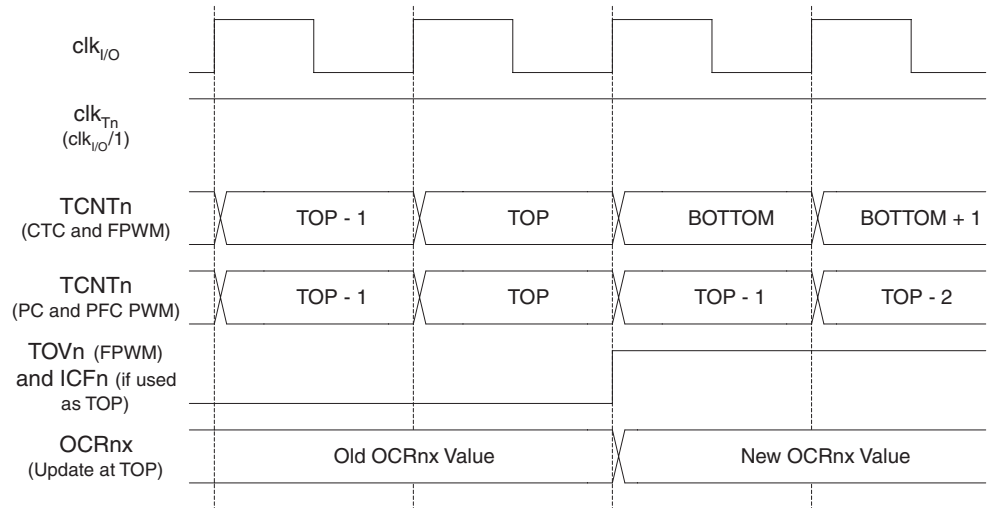 clkI/O
clkTn
(clkI/O/1)
TCNTn
(CTC and FPWM)
TOP - 1 TOP BOTTOM BOTTOM + 1
TCNTn
(PC and PFC PWM)
TOP - 1 TOP TOP - 1 TOP - 2
TOVn (FPWM)
and ICFn (if used
as TOP)
OCRnx
(Update at TOP)
Old OCRnx Value New OCRnx Value